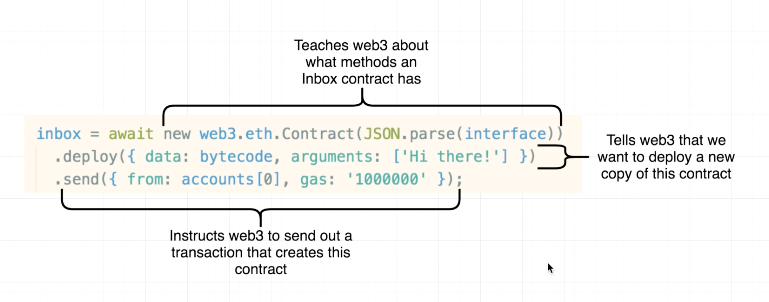 Teaches web3 about
what methods an
Inbox contract has
inbox = await new web3.eth.Contract(JSON.parse(interface))
.deploy({ data: bytecode, arguments: ['Hi there!'] })
.send({ from: accounts[0], gas: '1000000' });
Tells web3 that we
want to deploy a new
copy of this contract
Instructs web3 to send out a
transaction that creates this
contract